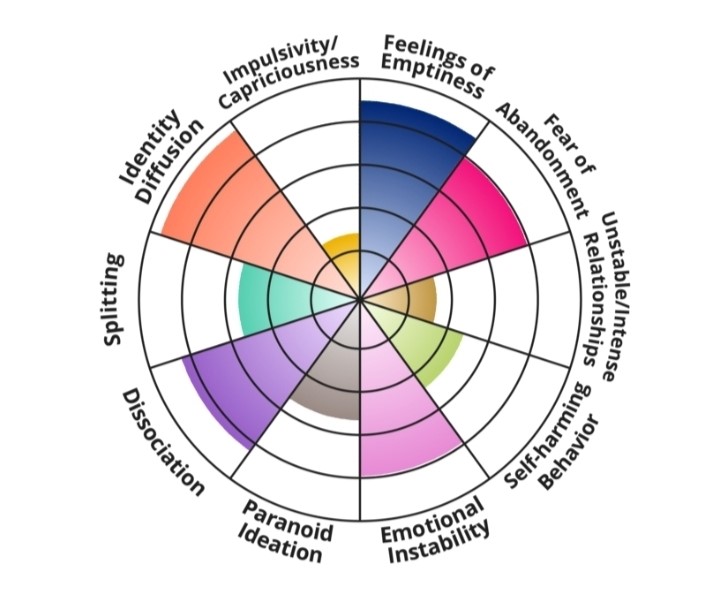 Feelings of
Emptiness
Fear of
Abandonment
Unstable/Intense
Relationships
Self-harming
Behavior
Emotional
Instability
Paranoid
Ideation
Dissociation
Splitting
Identity
Diffusion
Impulsivity/
Capriciousness